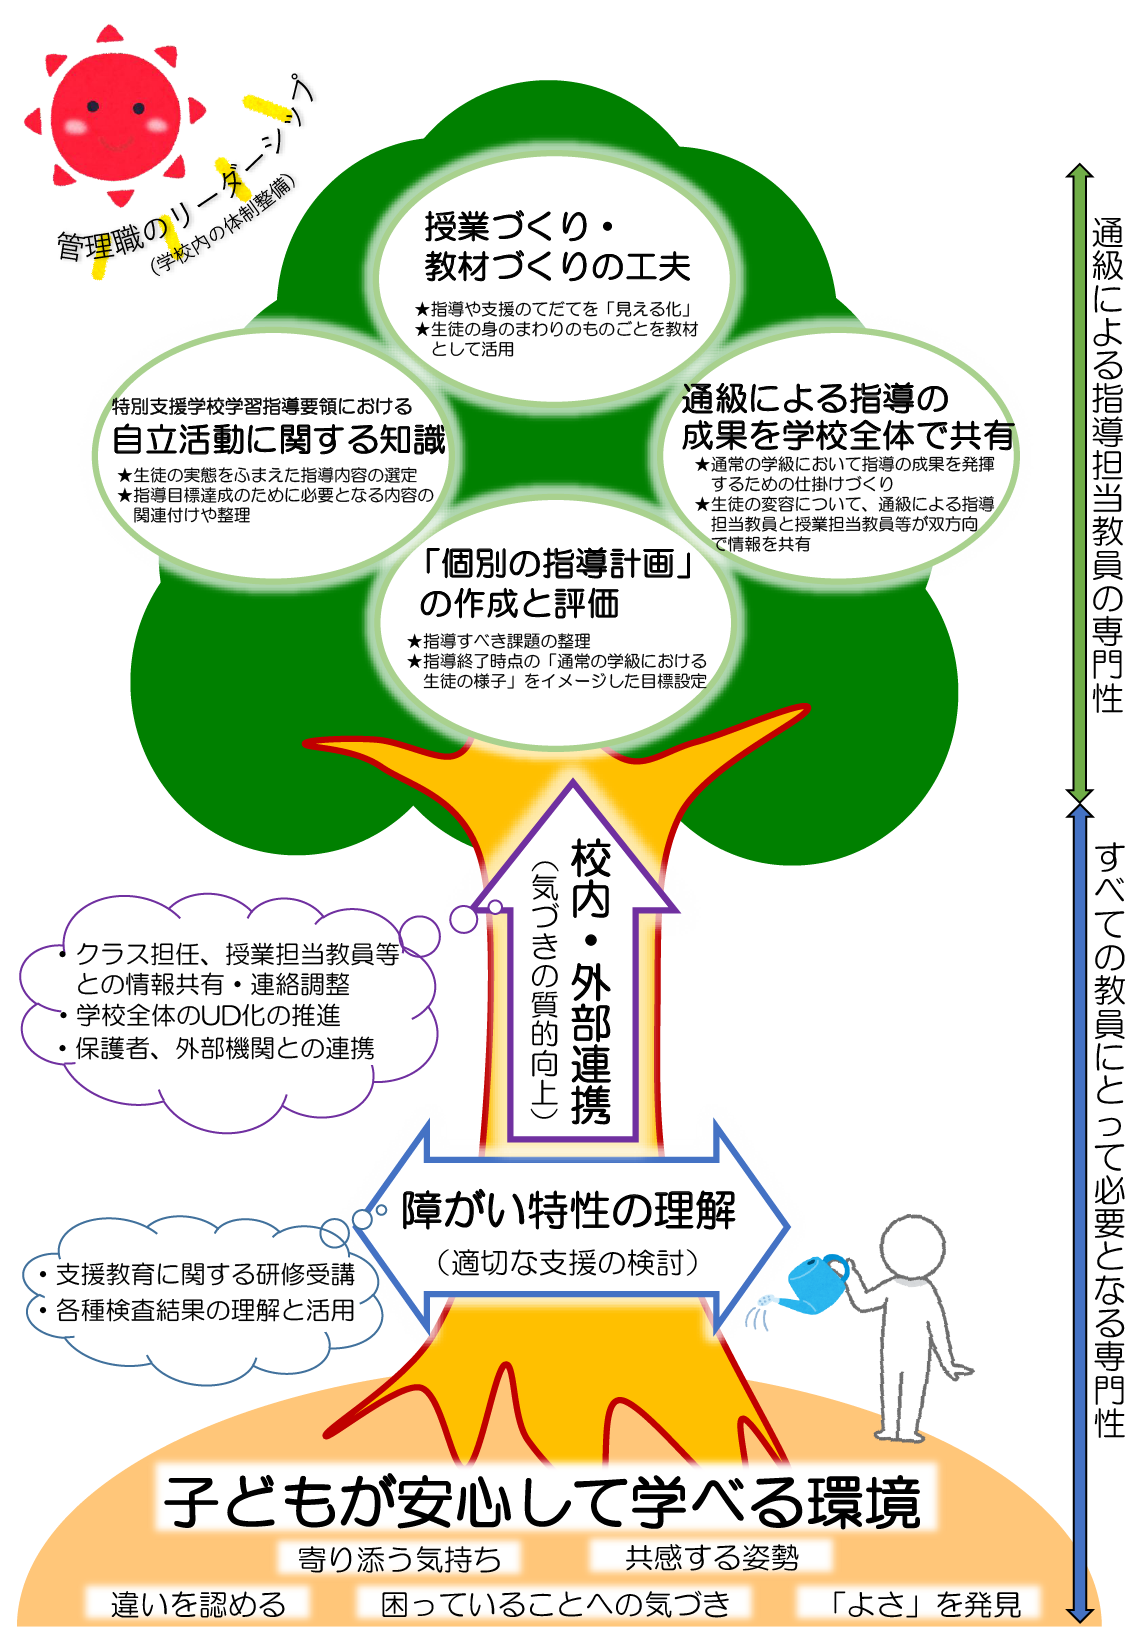 管理職のリーダーシップ
(学校内の体制整備)
授業づくり・
教材づくりの工夫
★指導や支援のてだてを「見える化」
★生徒の身のまわりのものごとを教材
として活用
特別支援学校学習指導要領における
自立活動に関する知識
★生徒の実態をふまえた指導内容の選定
★指導目標達成のために必要となる内容の
関連付けや整理
通級による指導の
成果を学校全体で共有
★通常の学級において指導の成果を発揮
するための仕掛けづくり
★生徒の変容について、通級による指導
担当教員と授業担当教員等が双方向
で情報を共有
「個別の指導計画」
の作成と評価
★指導すべき課題の整理
★指導終了時点の「通常の学級における
生徒の様子」をイメージした目標設定
通級による指導担当教員の専門性
校内・外部連携
（気づきの質的向上）
・クラス担任、授業担当教員等
との情報共有・連絡調整
・学校全体のUD化の推進
・保護者、外部機関との連携
障がい特性の理解
（適切な支援の検討）
・支援教育に関する研修受講
・各種検査結果の理解と活用
すべての教員にとって必要となる専門性
子どもが安心して学べる環境
寄り添う気持ち
共感する姿勢
違いを認める
困っていることへの気づき
「よさ」を発見